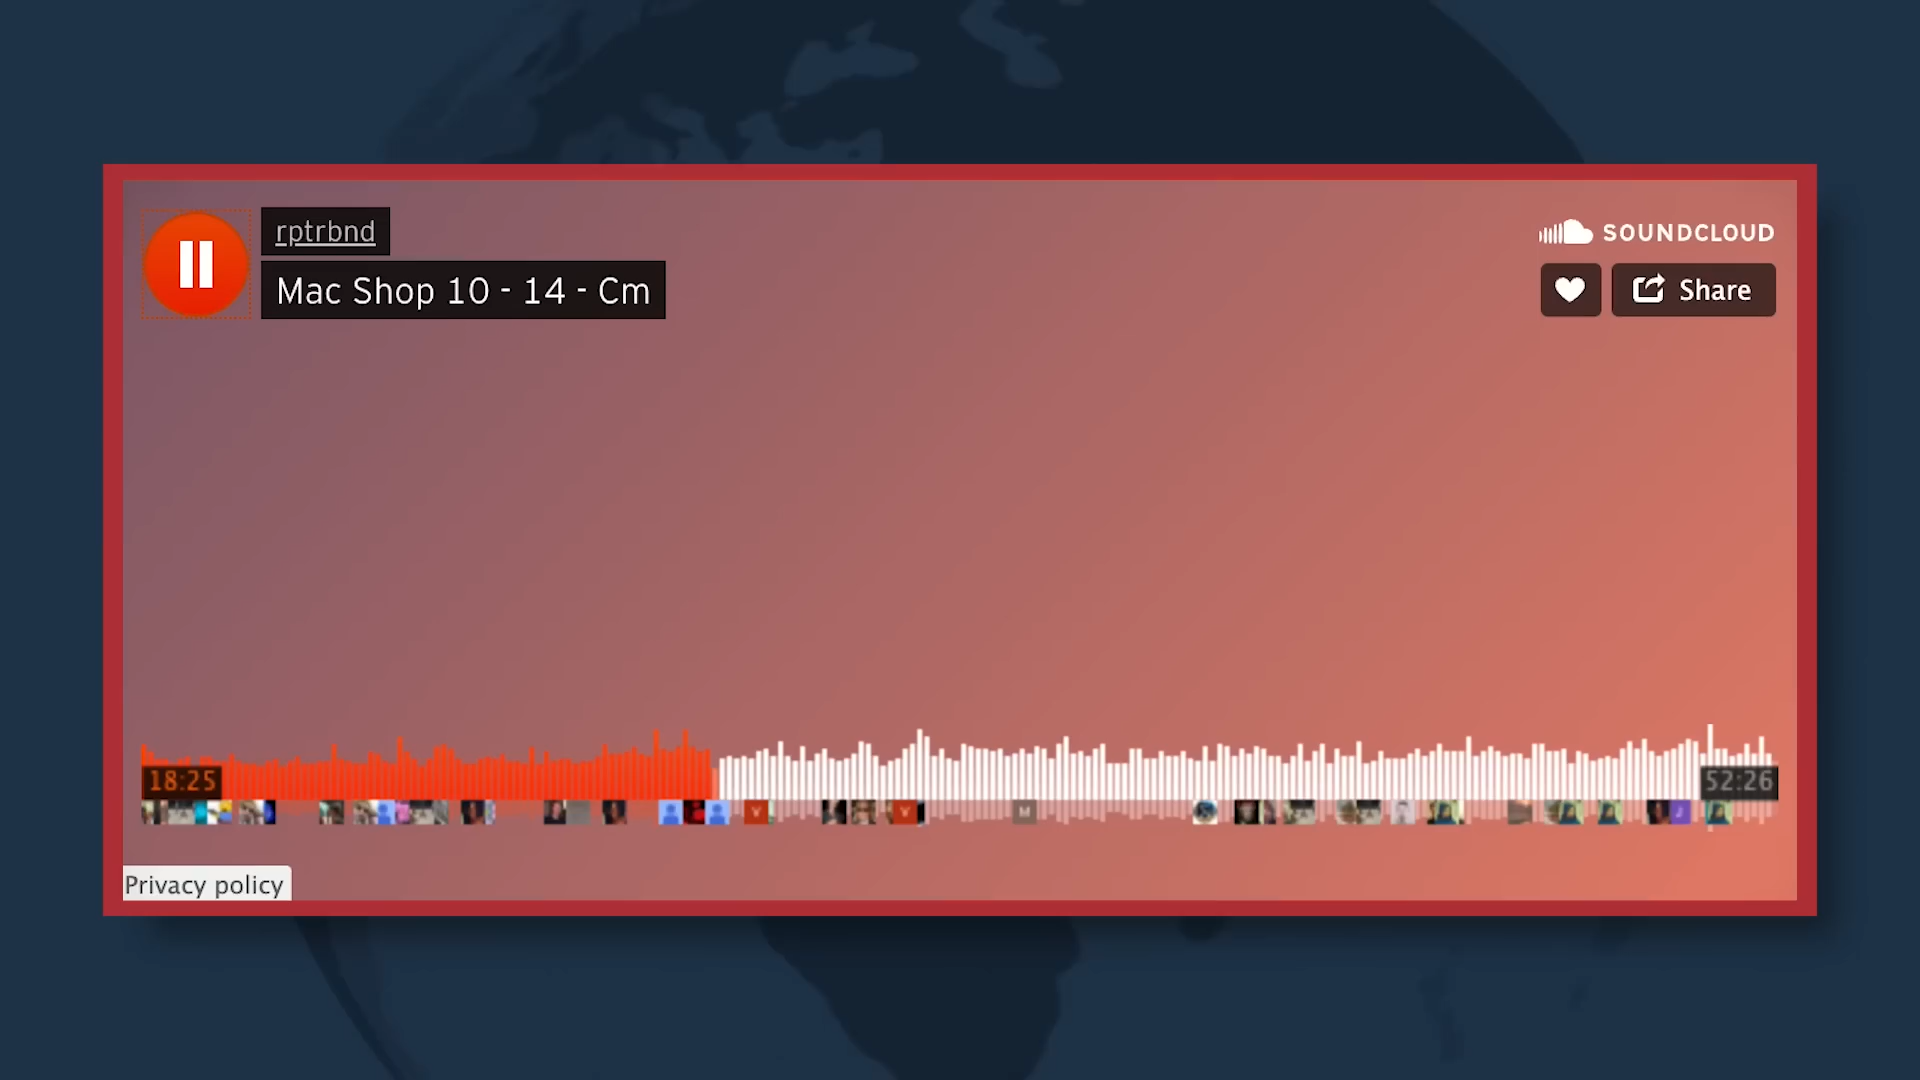 rptrbnd
SOUNDCLOUD
Mac Shop 10 - 14 - Cm
Share
18:25
52:26
M
Privacy policy